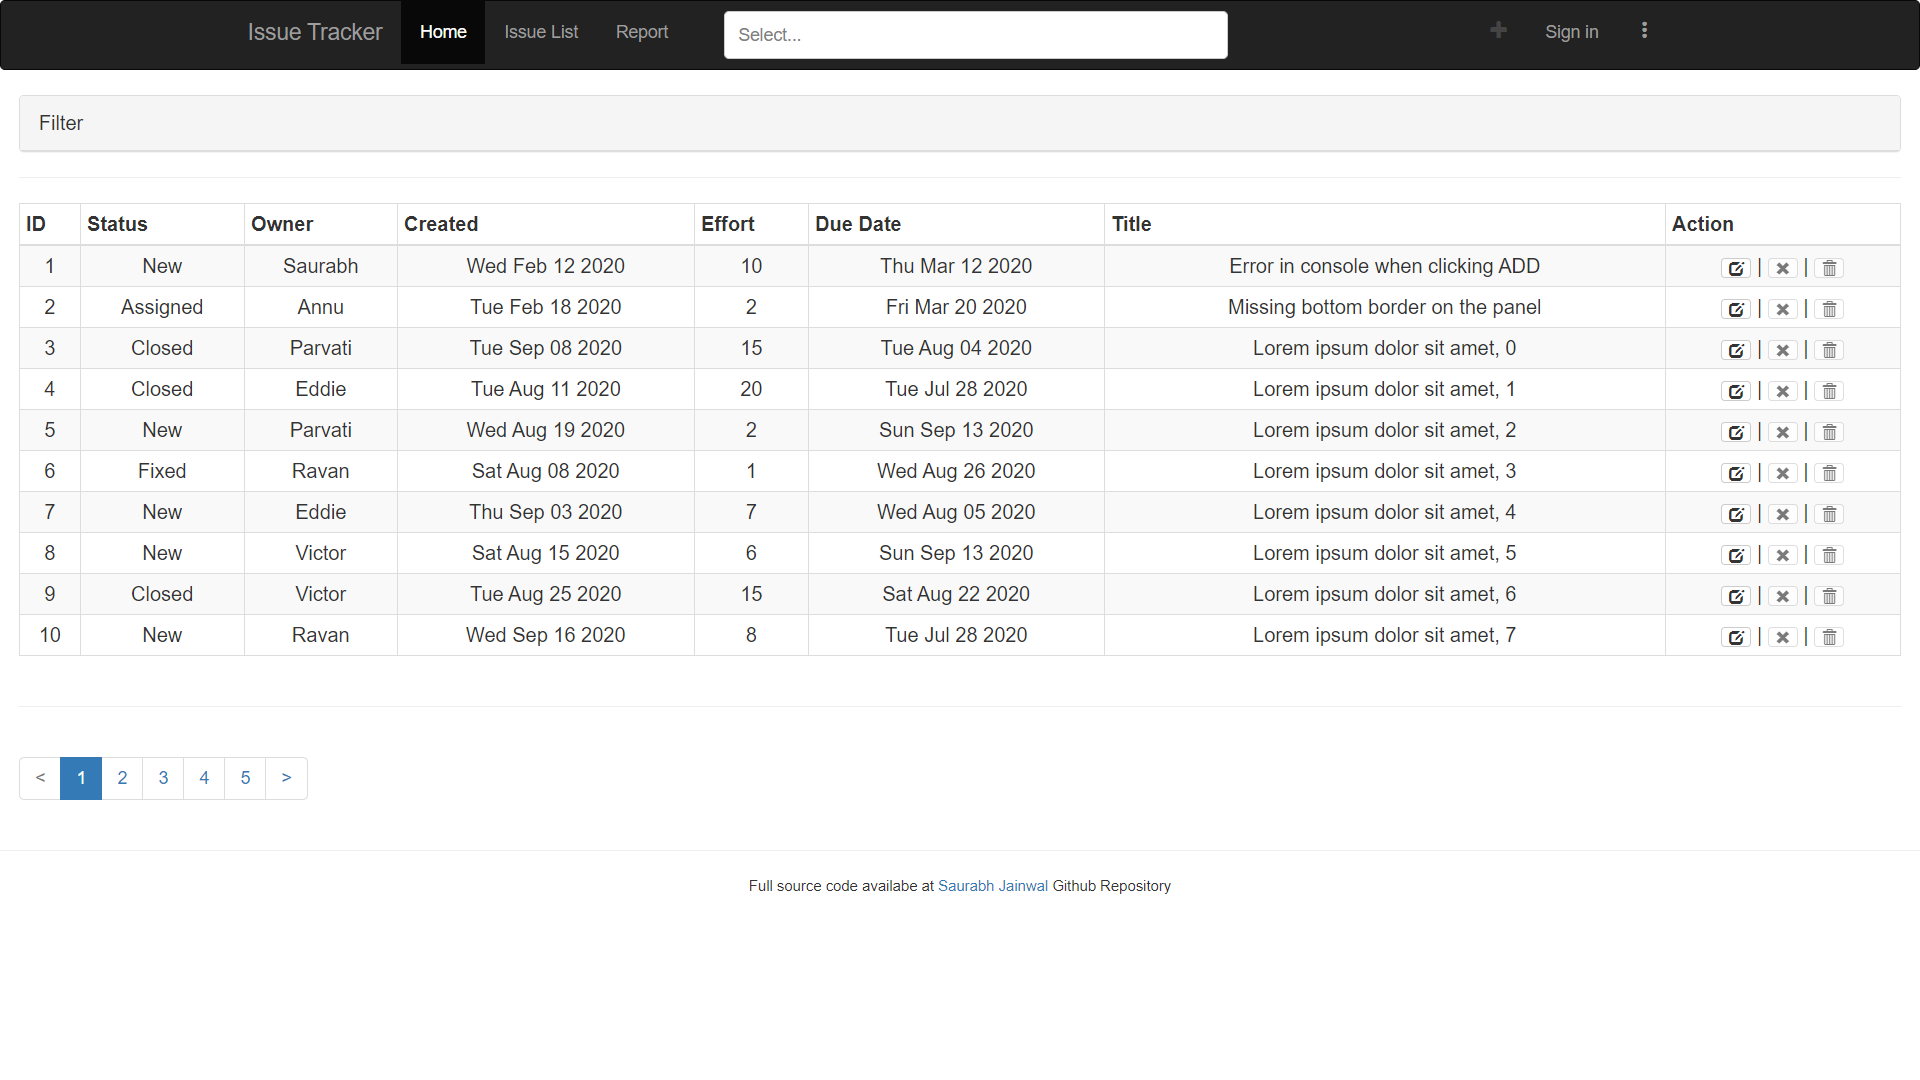 Issue Tracker Home Issue List Report Select... Sign in
Filter
ID Status Owner Created Effort Due Date Title Action
1 New Saurabh Wed Feb 12 2020 10 Thu Mar 12 2020 Error in console when clicking ADD | |
2 Assigned Annu Tue Feb 18 2020 2 Fri Mar 20 2020 Missing bottom border on the panel | |
3 Closed Parvati Tue Sep 08 2020 15 Tue Aug 04 2020 Lorem ipsum dolor sit amet, 0 | |
4 Closed Eddie Tue Aug 11 2020 20 Tue Jul 28 2020 Lorem ipsum dolor sit amet, 1 | |
5 New Parvati Wed Aug 19 2020 2 Sun Sep 13 2020 Lorem ipsum dolor sit amet, 2 | |
6 Fixed Ravan Sat Aug 08 2020 1 Wed Aug 26 2020 Lorem ipsum dolor sit amet, 3 | |
7 New Eddie Thu Sep 03 2020 7 Wed Aug 05 2020 Lorem ipsum dolor sit amet, 4 | |
8 New Victor Sat Aug 15 2020 6 Sun Sep 13 2020 Lorem ipsum dolor sit amet, 5 | |
9 Closed Victor Tue Aug 25 2020 15 Sat Aug 22 2020 Lorem ipsum dolor sit amet, 6 | |
10 New Ravan Wed Sep 16 2020 8 Tue Jul 28 2020 Lorem ipsum dolor sit amet, 7 | |
< 1 2 3 4 5 >
Full source code availabe at Saurabh Jainwal Github Repository